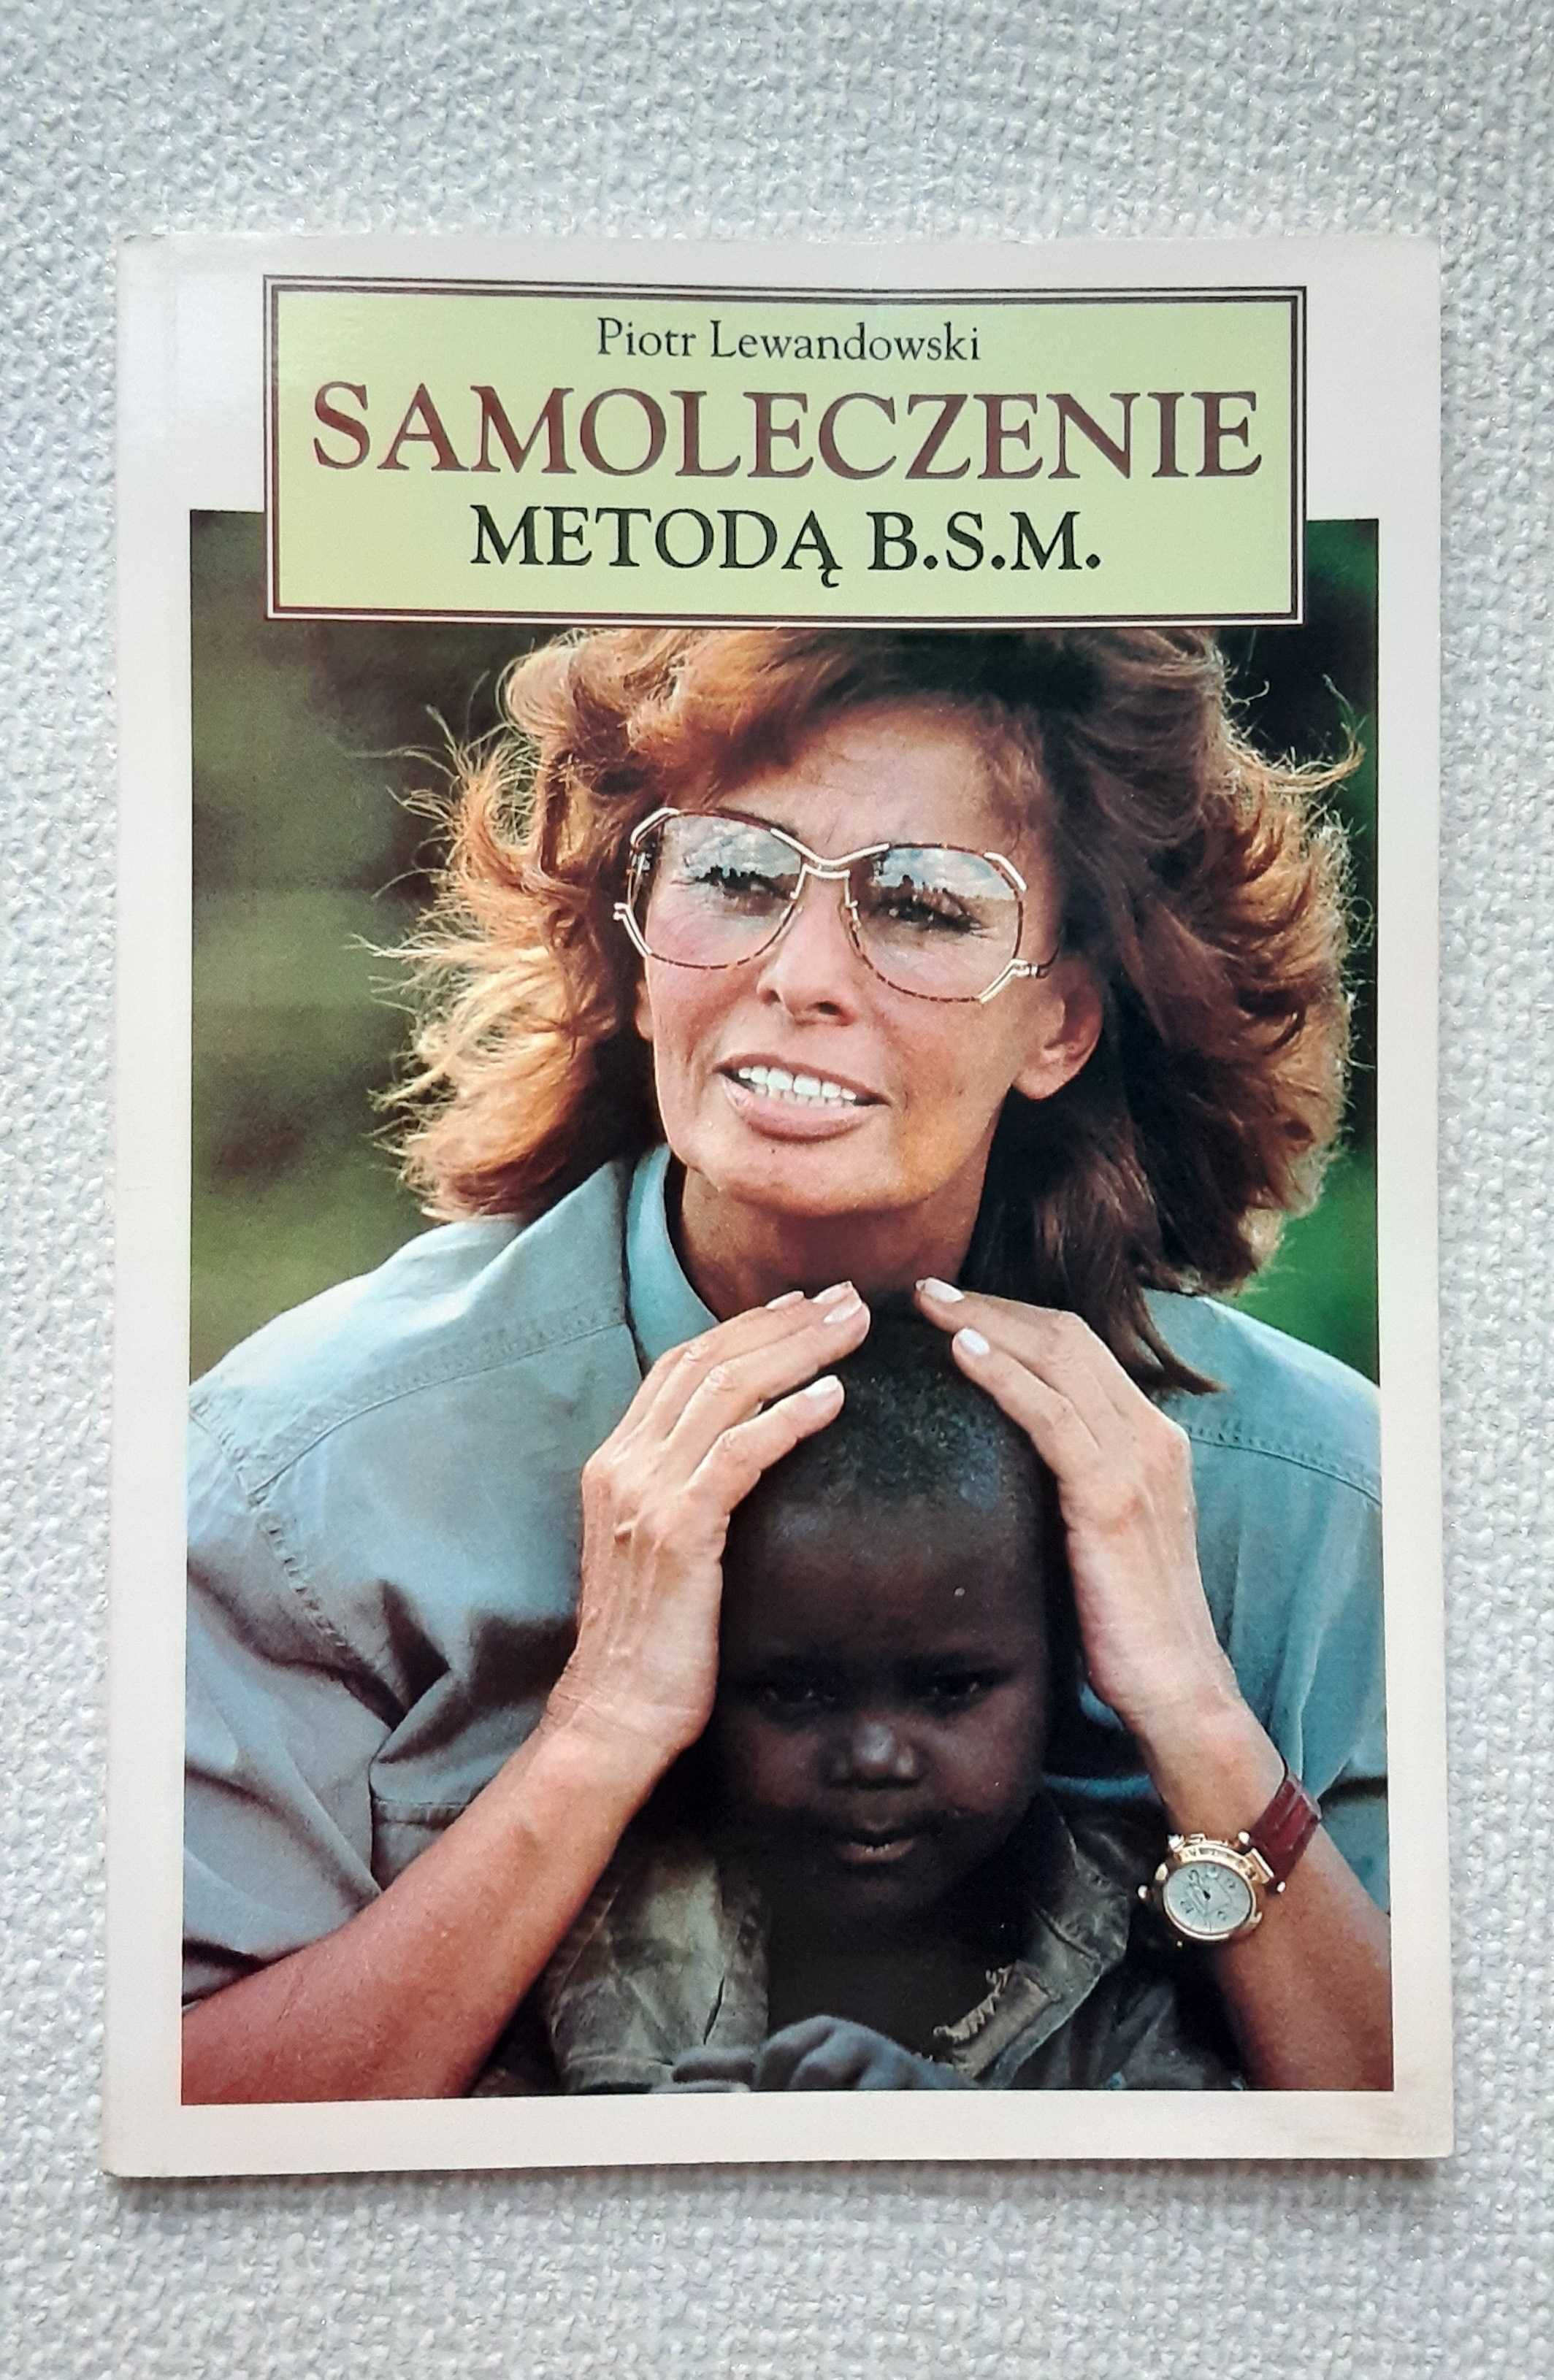 Piotr Lewandowski
SAMOLECZENIE
METODĄ B.S.M.